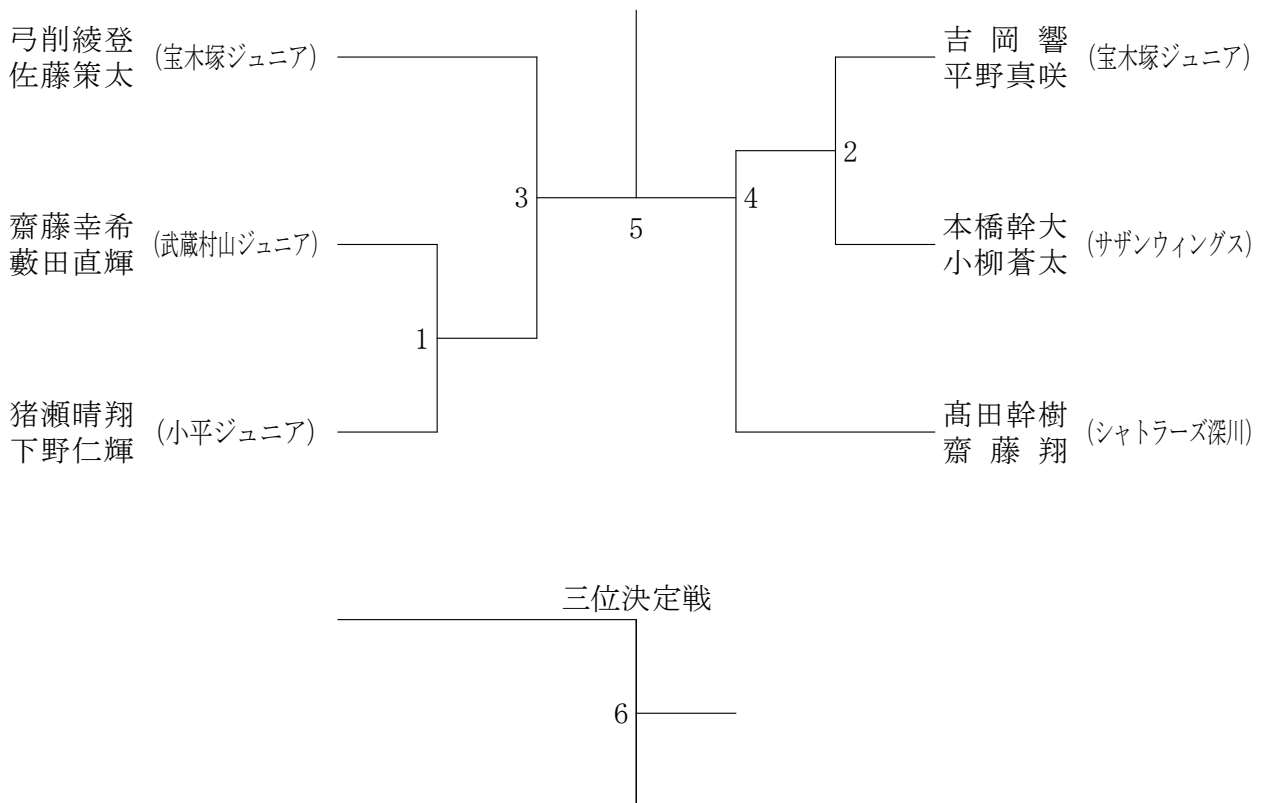 弓削綾登
佐藤策太
(宝木塚ジュニア)
齋藤幸希
藪田直輝
(武蔵村山ジュニア)
猪瀬晴翔
下野仁輝
(小平ジュニア)
1
3
5
4
2
吉岡響
平野真咲
(宝木塚ジュニア)
本橋幹大
小柳蒼太
(サザンウィングス)
髙田幹樹
齋藤翔
(シャトラーズ深川)
三位決定戦
6